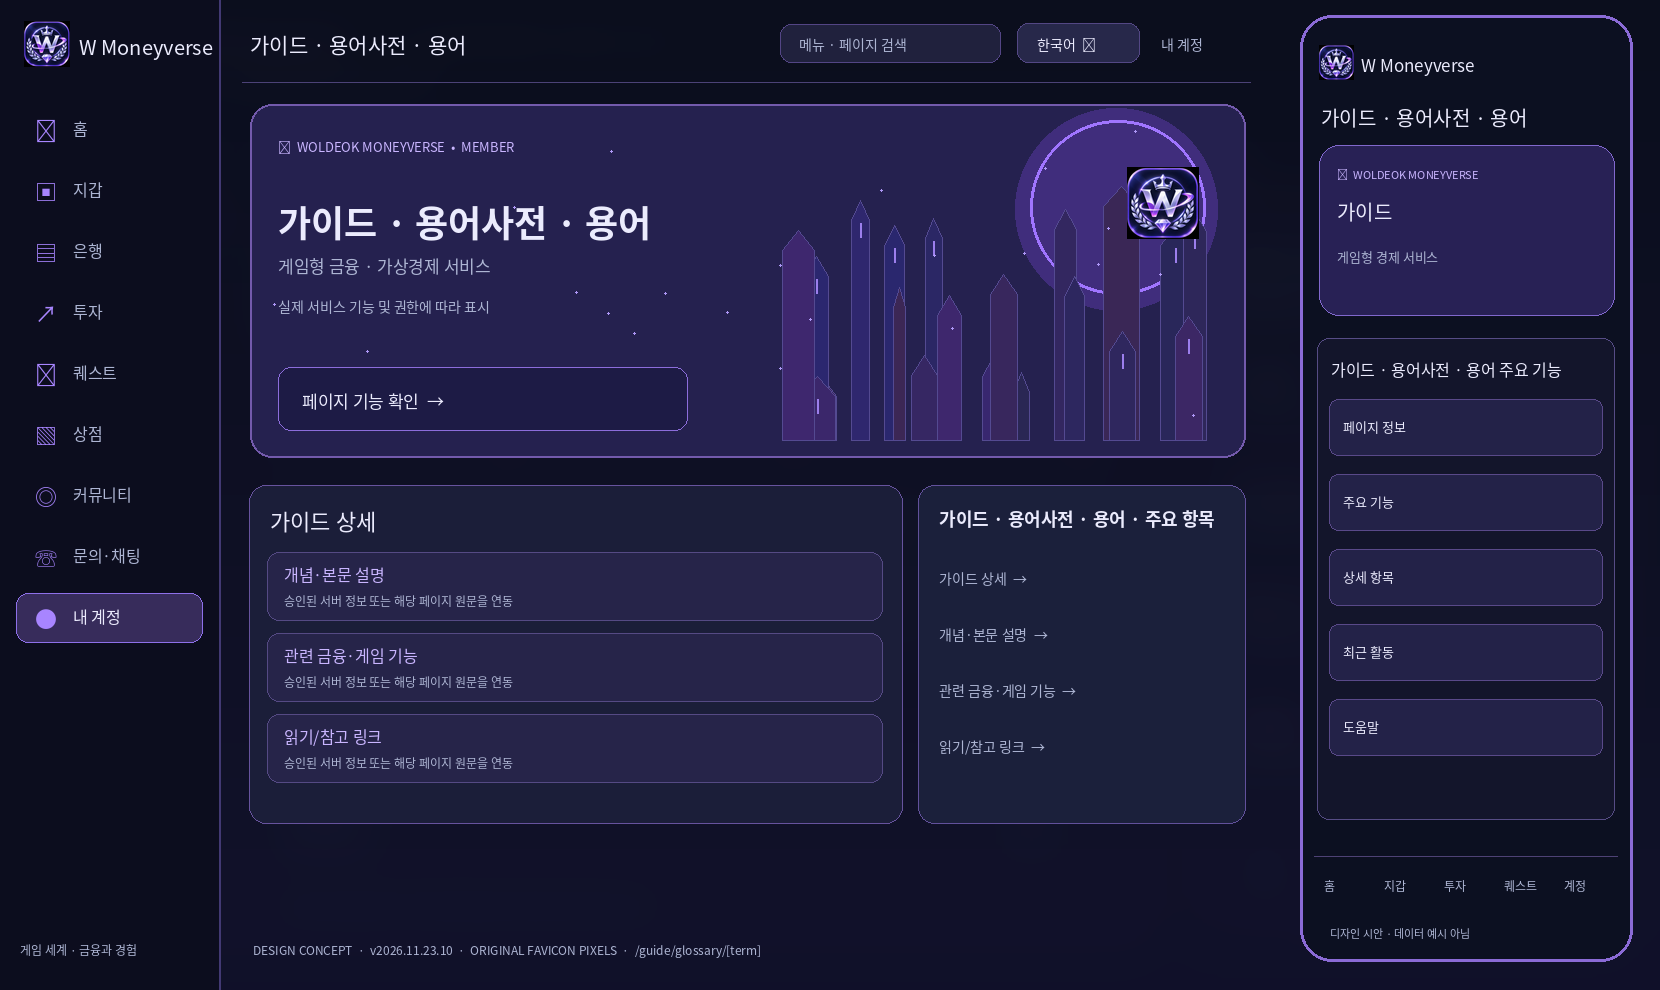 W Moneyverse
홈
지갑
은행
투자
퀘스트
상점
커뮤니티
문의·채팅
내 계정
게임 세계 · 금융과 경험
가이드 · 용어사전 · 용어
메뉴 · 페이지 검색
한국어
내 계정
WOLDEOK MONEYVERSE • MEMBER
가이드 · 용어사전 · 용어
게임형 금융 · 가상경제 서비스
실제 서비스 기능 및 권한에 따라 표시
페이지 기능 확인 →
가이드 상세
개념·본문 설명
승인된 서버 정보 또는 해당 페이지 원문을 연동
관련 금융·게임 기능
승인된 서버 정보 또는 해당 페이지 원문을 연동
읽기/참고 링크
승인된 서버 정보 또는 해당 페이지 원문을 연동
가이드 · 용어사전 · 용어 · 주요 항목
가이드 상세 →
개념·본문 설명 →
관련 금융·게임 기능 →
읽기/참고 링크 →
DESIGN CONCEPT · v2026.11.23.10 · ORIGINAL FAVICON PIXELS · /guide/glossary/[term]
W Moneyverse
가이드 · 용어사전 · 용어
WOLDEOK MONEYVERSE
가이드
게임형 경제 서비스
가이드 · 용어사전 · 용어 주요 기능
페이지 정보
주요 기능
상세 항목
최근 활동
도움말
홈 지갑 투자 퀘스트 계정
디자인 시안 · 데이터 예시 아님